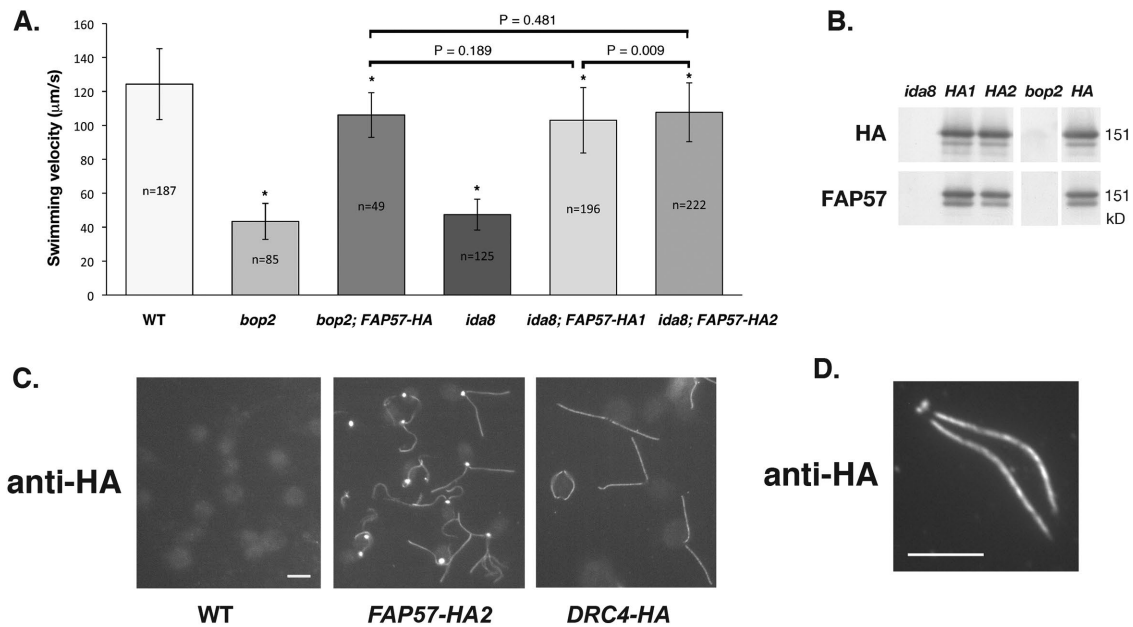 A.
Swimming velocity (µm/s)
160
140
120
100
80
60
40
20
0
P = 0.481
P = 0.189
P = 0.009
*
*
*
*
*
n=187
n=85
n=49
n=125
n=196
n=222
WT
bop2
bop2; FAP57-HA
ida8
ida8; FAP57-HA1
ida8; FAP57-HA2
B.
ida8 HA1 HA2 bop2 HA
HA
151
FAP57
151
kD
C.
anti-HA
WT
FAP57-HA2
DRC4-HA
D.
anti-HA